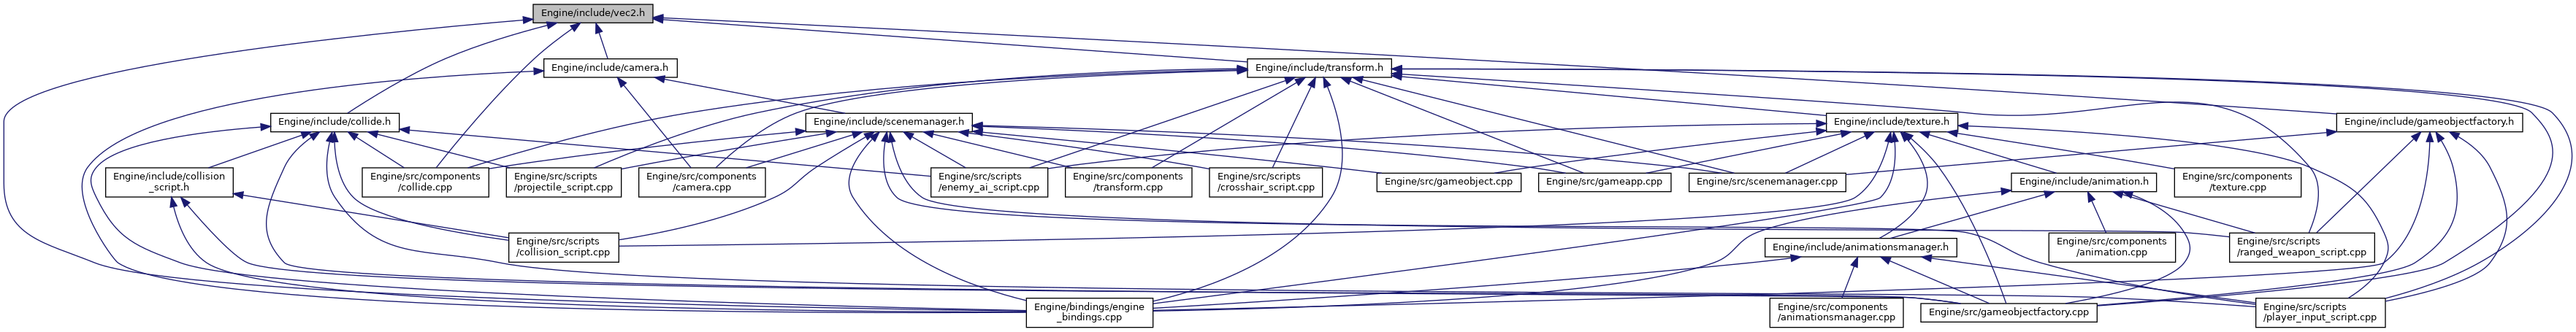 Engine/include/vec2.h
Engine/include/camera.h
Engine/include/transform.h
Engine/include/collide.h
Engine/include/scenemanager.h
Engine/include/texture.h
Engine/include/gameobjectfactory.h
Engine/include/collision
_script.h
Engine/src/components
/collide.cpp
Engine/src/scripts
/projectile_script.cpp
Engine/src/components
/camera.cpp
Engine/src/scripts
/enemy_ai_script.cpp
Engine/src/components
/transform.cpp
Engine/src/scripts
/crosshair_script.cpp
Engine/src/gameobject.cpp
Engine/src/gameapp.cpp
Engine/src/scenemanager.cpp
Engine/include/animation.h
Engine/src/components
/texture.cpp
Engine/src/scripts
/collision_script.cpp
Engine/include/animationsmanager.h
Engine/src/components
/animation.cpp
Engine/src/scripts
/ranged_weapon_script.cpp
Engine/bindings/engine
_bindings.cpp
Engine/src/components
/animationsmanager.cpp
Engine/src/gameobjectfactory.cpp
Engine/src/scripts
/player_input_script.cpp